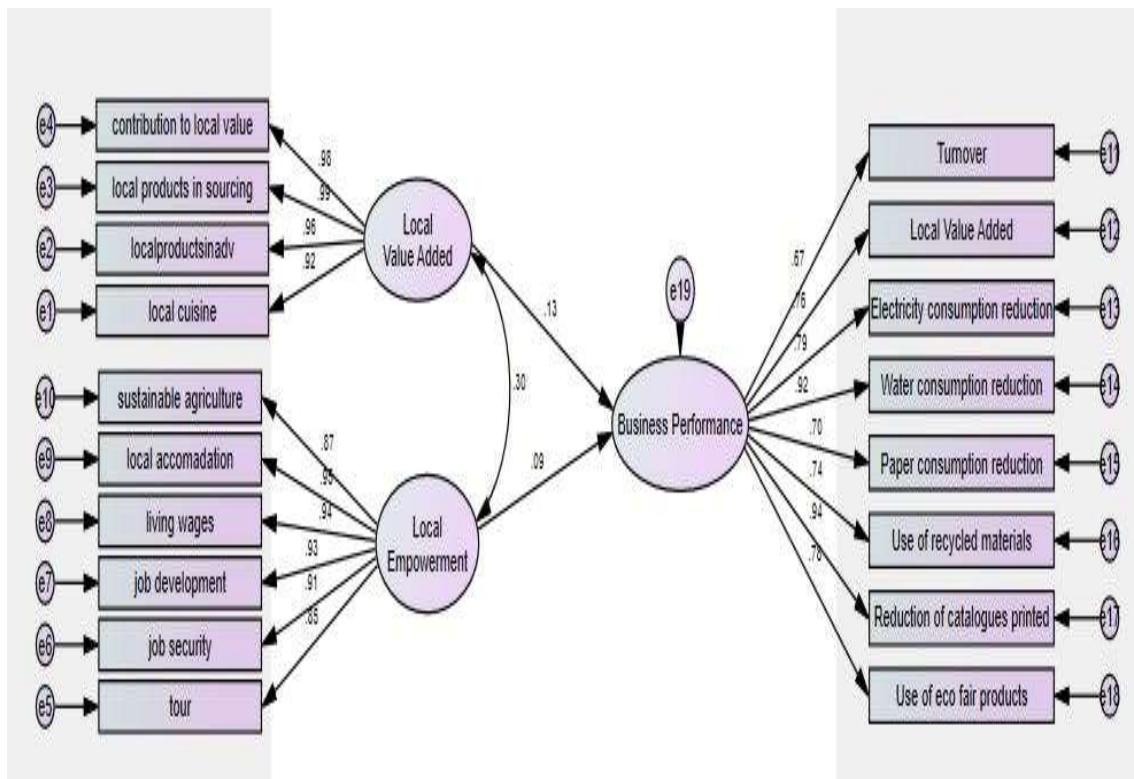 e4
contribution to local value
e3
local products in sourcing
e2
localproductsinadv
e1
local cuisine
e10
sustainable agriculture
e9
local accomadation
e8
living wages
e7
job development
e6
job security
e5
tour
.98
.99
.96
.92
Local
Value Added
.87
.95
.94
.93
.91
.85
Local
Empowerment
.30
.13
.09
e19
Business Performance
.67
.76
.79
.92
.70
.74
.94
.78
Turnover
e11
Local Value Added
e12
Electricity consumption reduction
e13
Water consumption reduction
e14
Paper consumption reduction
e15
Use of recycled materials
e16
Reduction of catalogues printed
e17
Use of eco fair products
e18